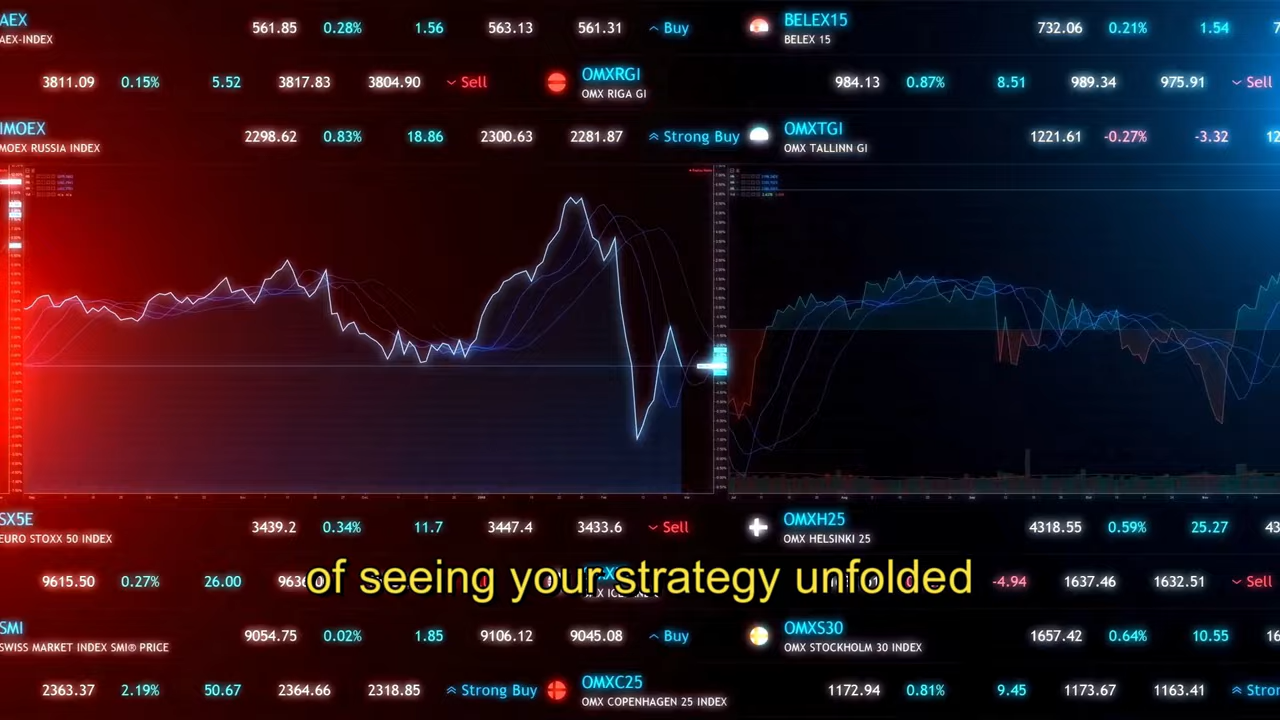 AEX 561.85 0.28% 1.56 563.13 561.31 Buy BELEX15 732.06 0.21% 1.54
AEX-INDEX BELEX 15
3811.09 0.15% 5.52 3817.83 3804.90 Sell OMXRGI 984.13 0.87% 8.51 989.34 975.91 Sell
OMX RIGA GI
IMOEX 2298.62 0.83% 18.86 2300.63 2281.87 Strong Buy OMXTGI 1221.61 -0.27% -3.32
MOEX RUSSIA INDEX OMX TALLINN GI
SX5E 3439.2 0.34% 11.7 3447.4 3433.6 Sell OMXH25 4318.55 0.59% 25.27
EURO STOXX 50 INDEX OMX HELSINKI 25
9615.50 0.27% 26.00 -4.94 1637.46 1632.51 Sell
of seeing your strategy unfolded
SMI 9054.75 0.02% 1.85 9106.12 9045.08 Buy OMXS30 1657.42 0.64% 10.55
SWISS MARKET INDEX SMI® PRICE OMX STOCKHOLM 30 INDEX
2363.37 2.19% 50.67 2364.66 2318.85 Strong Buy OMXC25 1172.94 0.81% 9.45 1173.67 1163.41
OMX COPENHAGEN 25 INDEX